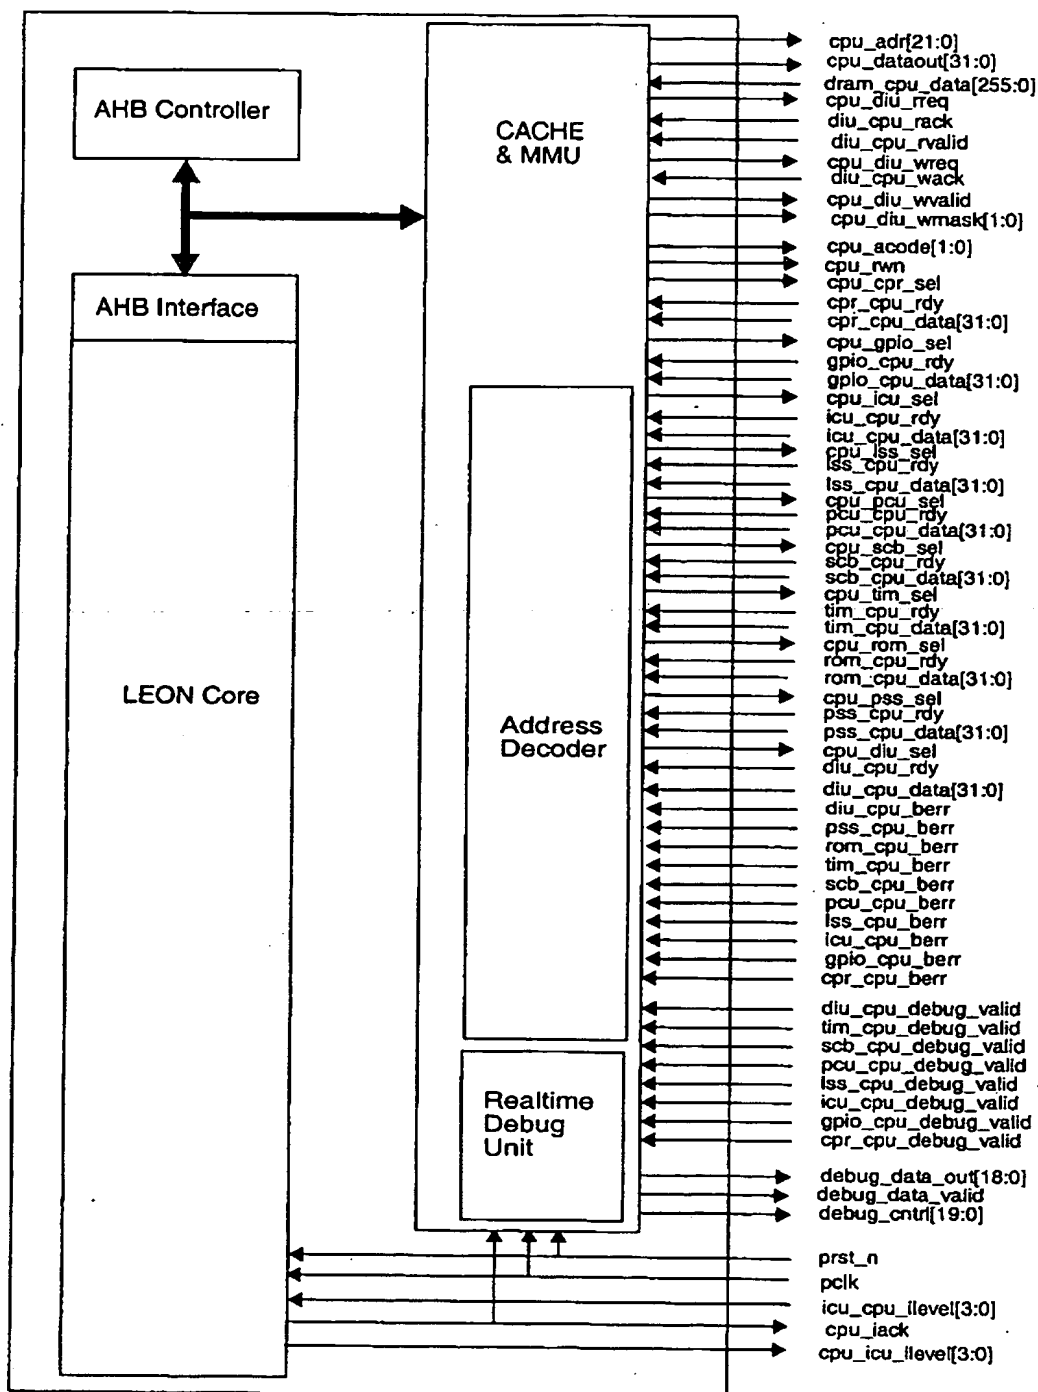 AHB Controller
CACHE
& MMU
AHB Interface
LEON Core
Address
Decoder
Realtime
Debug
Unit
cpu_adr[21:0]
cpu_dataout[31:0]
dram_cpu_data[255:0]
cpu_diu_rreq
diu_cpu_rack
diu_cpu_rvalid
cpu_diu_wreq
diu_cpu_wack
cpu_diu_wvalid
cpu_diu_wmask[1:0]
cpu_acode[1:0]
cpu_rwn
cpu_cpr_sel
cpr_cpu_rdy
cpr_cpu_data[31:0]
cpu_gpio_sel
gpio_cpu_rdy
gpio_cpu_data[31:0]
cpu_icu_sel
icu_cpu_rdy
icu_cpu_data[31:0]
cpu_lss_sel
lss_cpu_rdy
lss_cpu_data[31:0]
cpu_pcu_sel
pcu_cpu_rdy
pcu_cpu_data[31:0]
cpu_scb_sel
scb_cpu_rdy
scb_cpu_data[31:0]
cpu_tim_sel
tim_cpu_rdy
tim_cpu_data[31:0]
cpu_rom_sel
rom_cpu_rdy
rom_cpu_data[31:0]
cpu_pss_sel
pss_cpu_rdy
pss_cpu_data[31:0]
cpu_diu_sel
diu_cpu_rdy
diu_cpu_data[31:0]
diu_cpu_berr
pss_cpu_berr
rom_cpu_berr
tim_cpu_berr
scb_cpu_berr
pcu_cpu_berr
lss_cpu_berr
icu_cpu_berr
gpio_cpu_berr
cpr_cpu_berr
diu_cpu_debug_valid
tim_cpu_debug_valid
scb_cpu_debug_valid
pcu_cpu_debug_valid
lss_cpu_debug_valid
icu_cpu_debug_valid
gpio_cpu_debug_valid
cpr_cpu_debug_valid
debug_data_out[18:0]
debug_data_valid
debug_cntrl[19:0]
prst_n
pclk
icu_cpu_ilevel[3:0]
cpu_iack
cpu_icu_ilevel[3:0]